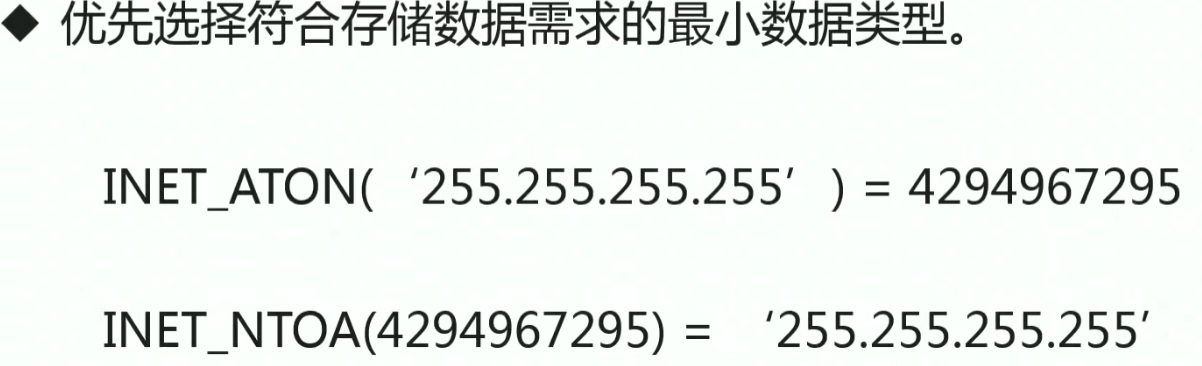 ◆ 优先选择符合存储数据需求的最小数据类型。
INET_ATON(‘255.255.255.255’) = 4294967295
INET_NTOA(4294967295) = ‘255.255.255.255’